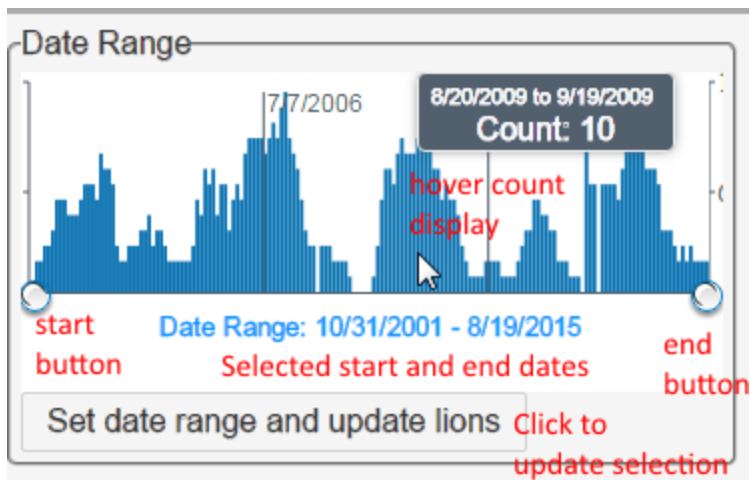 Date Range
7/7/2006
8/20/2009 to 9/19/2009
Count: 10
hover count
display
start
button
Date Range: 10/31/2001 - 8/19/2015
Selected start and end dates
end
button
Set date range and update lions
Click to
update selection